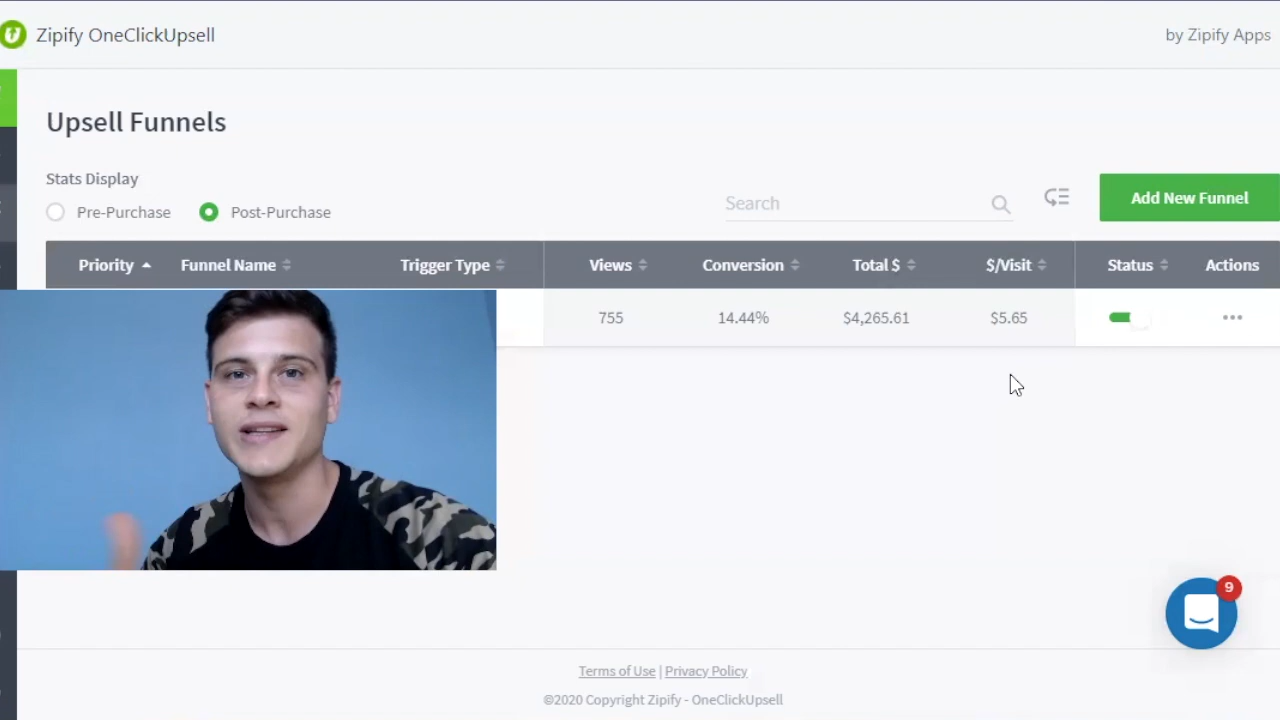 Zipify OneClickUpsell
by Zipify Apps
Upsell Funnels
Stats Display
Pre-Purchase
Post-Purchase
Search
Add New Funnel
Priority Funnel Name Trigger Type Views Conversion Total $ $/Visit Status Actions
755 14.44% $4,265.61 $5.65
9
Terms of Use | Privacy Policy
©2020 Copyright Zipify - OneClickUpsell